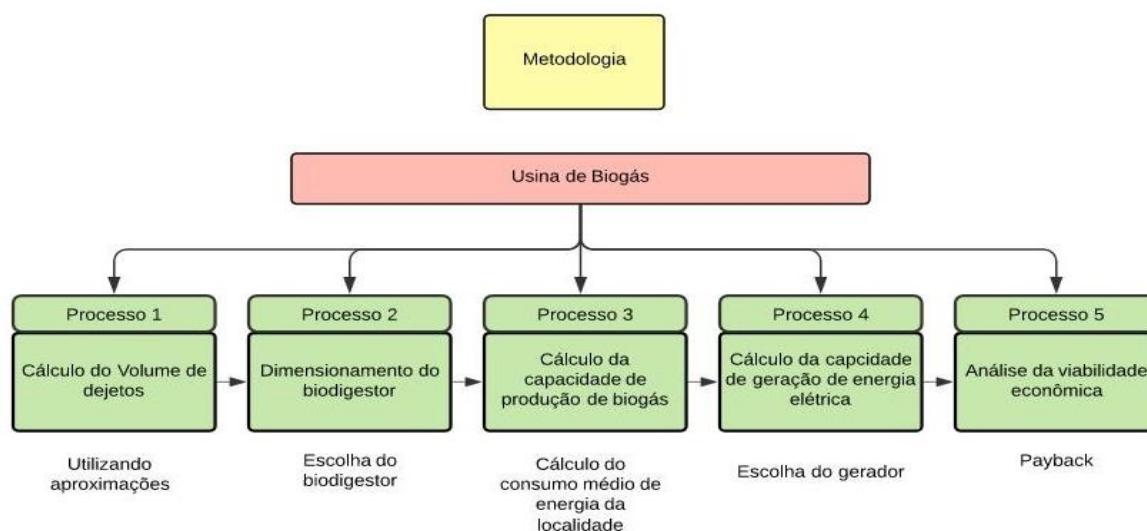 Metodologia
Usina de Biogás
Processo 1
Cálculo do Volume de
dejetos
Utilizando
aproximações
Processo 2
Dimensionamento do
biodigestor
Escolha do
biodigestor
Processo 3
Cálculo da
capacidade de
produção de biogás
Cálculo do
consumo médio de
energia da
localidade
Processo 4
Cálculo da capcidade
de geração de energia
elétrica
Escolha do gerador
Processo 5
Análise da viabilidade
econômica
Payback